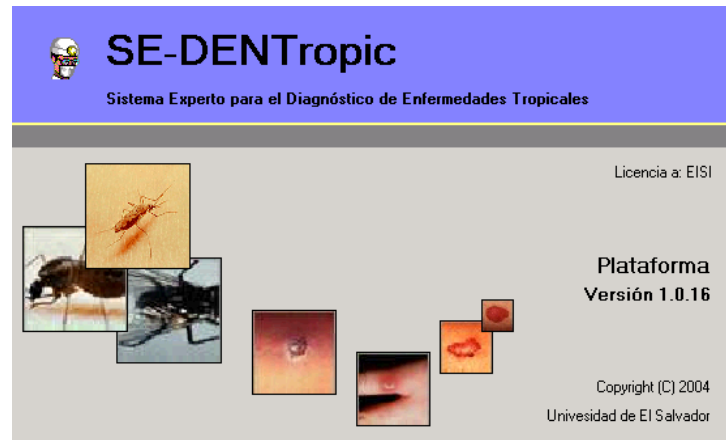 SE-DENTropic
Sistema Experto para el Diagnóstico de Enfermedades Tropicales
Licencia a: EISI
Plataforma
Versión 1.0.16
Copyright (C) 2004
Univesidad de El Salvador